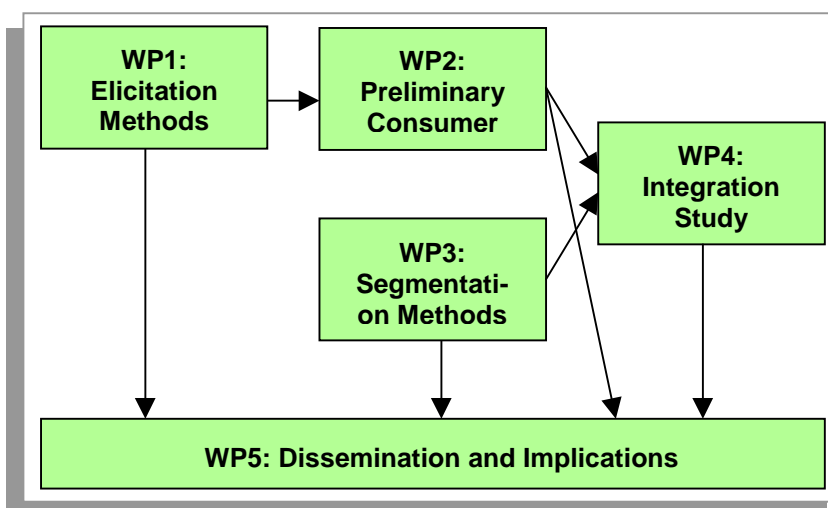 WP1:
Elicitation
Methods
WP2:
Preliminary
Consumer
WP4:
Integration
Study
WP3:
Segmentati-
on Methods
WP5: Dissemination and Implications